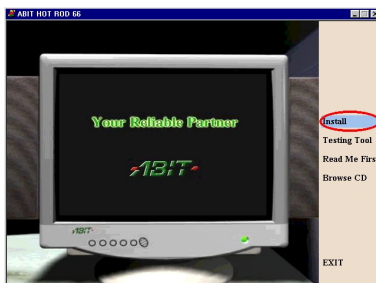 ABIT HOT ROD 66
Your Reliable Partner
ABIT
ABIT
Install
Testing Tool
Read Me Firs
Browse CD
EXIT